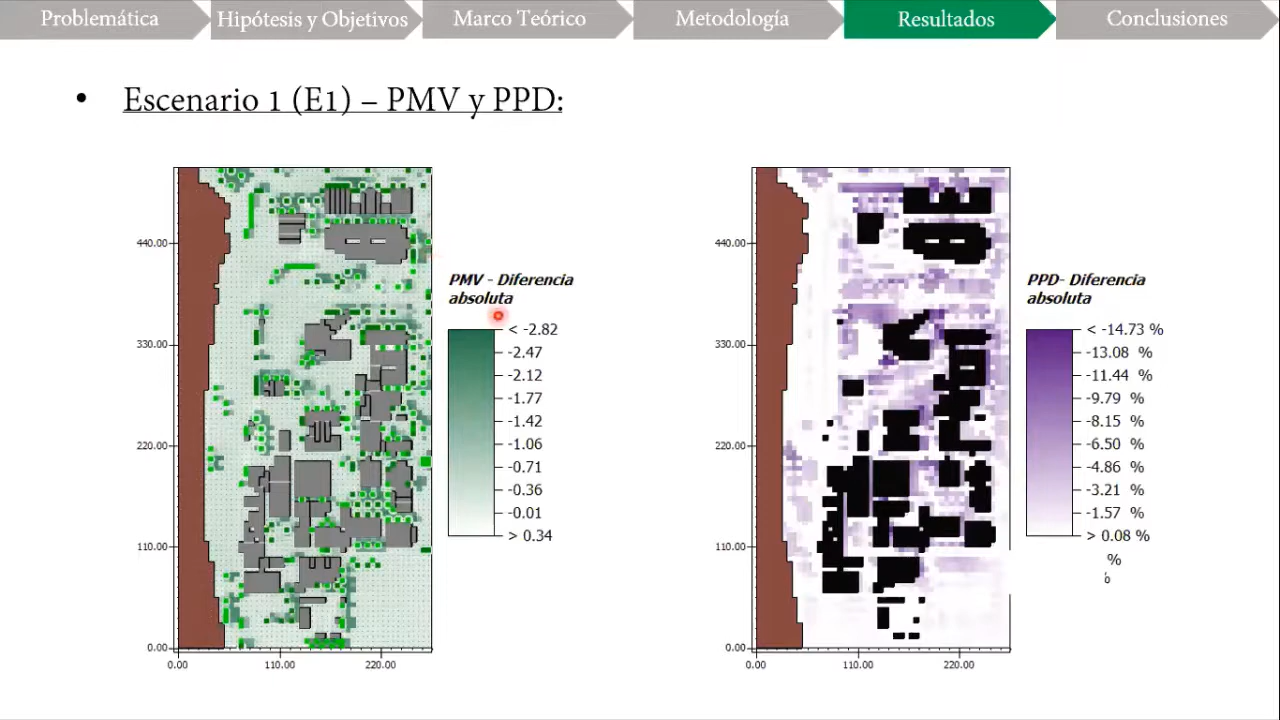 Problemática
Hipótesis y Objetivos
Marco Teórico
Metodología
Resultados
Conclusiones
• Escenario 1 (E1) – PMV y PPD:
440.00
330.00
220.00
110.00
0.00
0.00
110.00
220.00
PMV - Diferencia
absoluta
< -2.82
-2.47
-2.12
-1.77
-1.42
-1.06
-0.71
-0.36
-0.01
> 0.34
440.00
330.00
220.00
110.00
0.00
0.00
110.00
220.00
PPD- Diferencia
absoluta
< -14.73 %
-13.08 %
-11.44 %
-9.79 %
-8.15 %
-6.50 %
-4.86 %
-3.21 %
-1.57 %
> 0.08 %
%